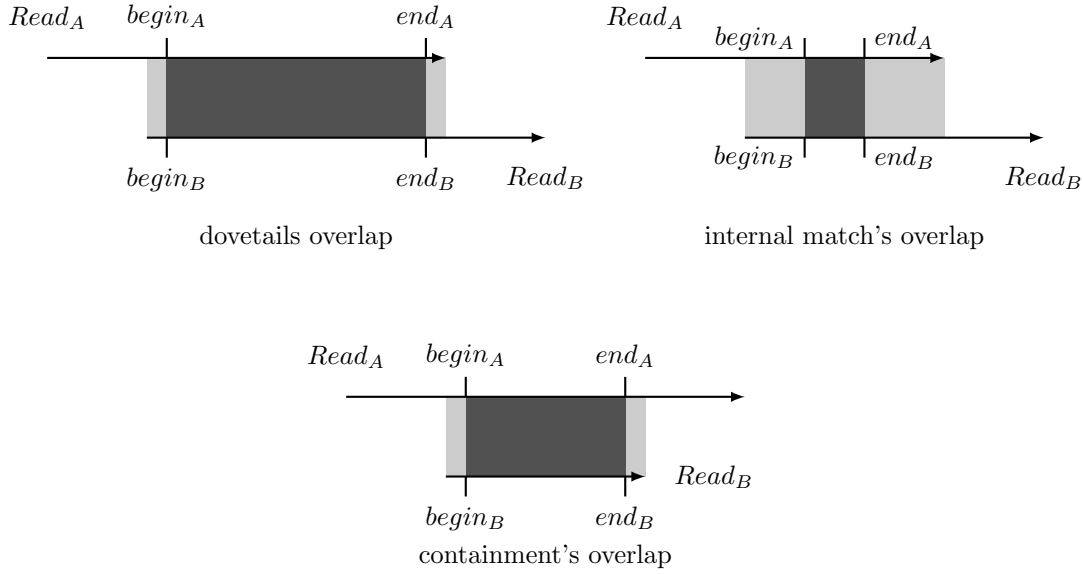 Read_A begin_A end_A
begin_B end_B Read_B
dovetails overlap
Read_A begin_A end_A
begin_B end_B Read_B
internal match's overlap
Read_A begin_A end_A
Read_B
begin_B end_B
containment's overlap